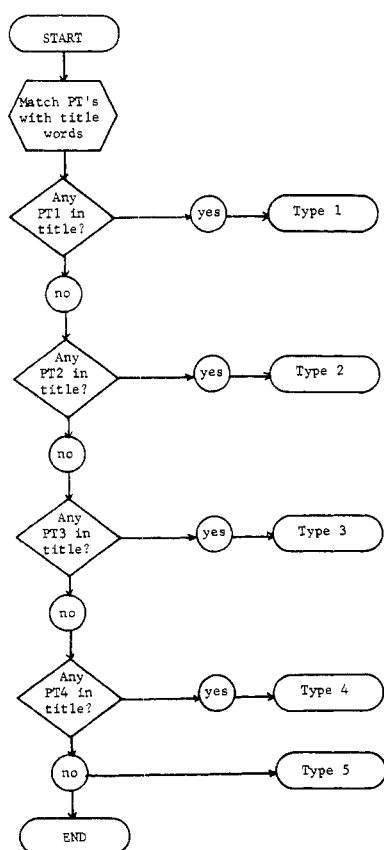 START
Match PT's
with title
words
Any
PT1 in
title?
yes
Type 1
no
Any
PT2 in
title?
yes
Type 2
no
Any
PT3 in
title?
yes
Type 3
no
Any
PT4 in
title?
yes
Type 4
no
Type 5
END